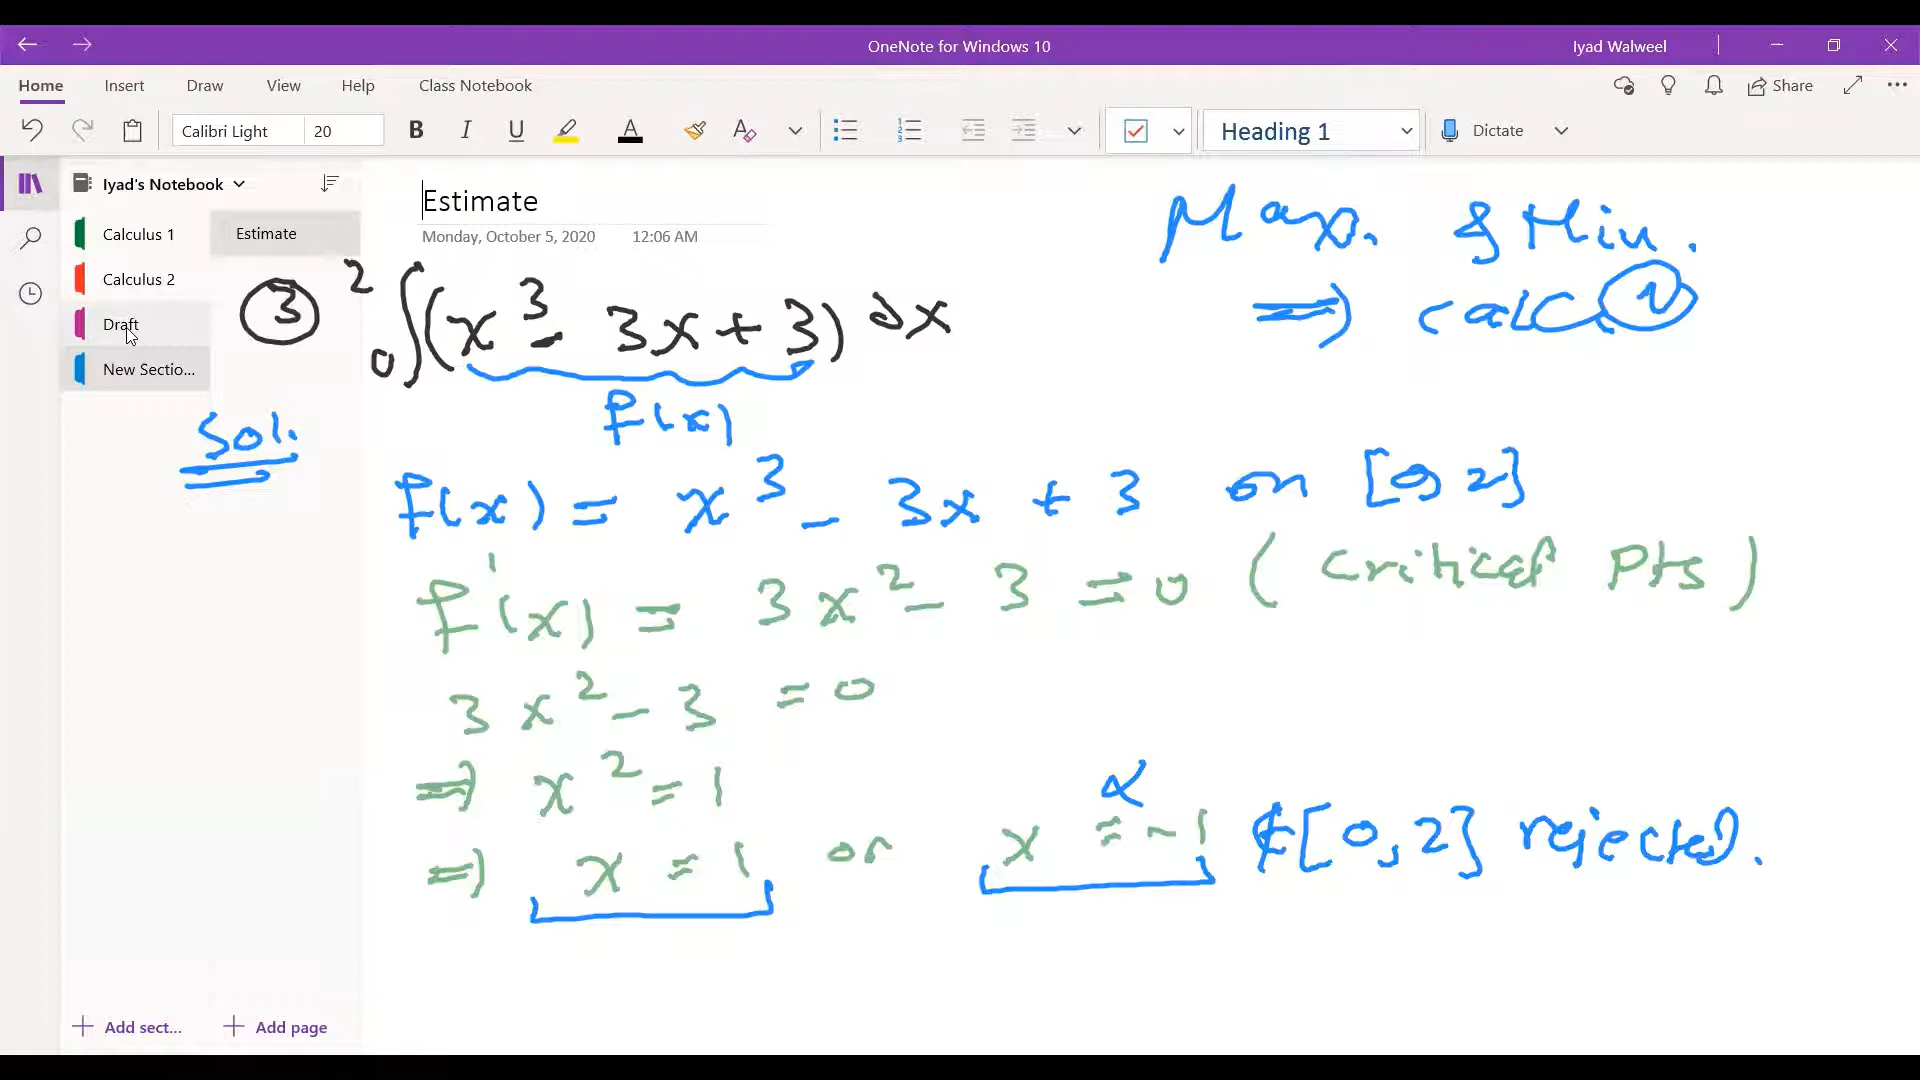 OneNote for Windows 10
Iyad Walweel
Home Insert Draw View Help Class Notebook
Share
Calibri Light 20 B I U A A Heading 1 Dictate
Iyad's Notebook
Calculus 1
Calculus 2
Draft
New Sectio...
Estimate
Estimate
Monday, October 5, 2020 12:06 AM
Max. & Min.
⇒ calc. 1
③ ∫₀² (x³ - 3x + 3) dx
f(x)
Sol.
f(x) = x³ - 3x + 3 on [0, 2]
f'(x) = 3x² - 3 = 0 (critical Pts)
3x² - 3 = 0
⇒ x² = 1
⇒ x = 1 or x = -1 ∉ [0, 2] rejected.
Add sect... Add page